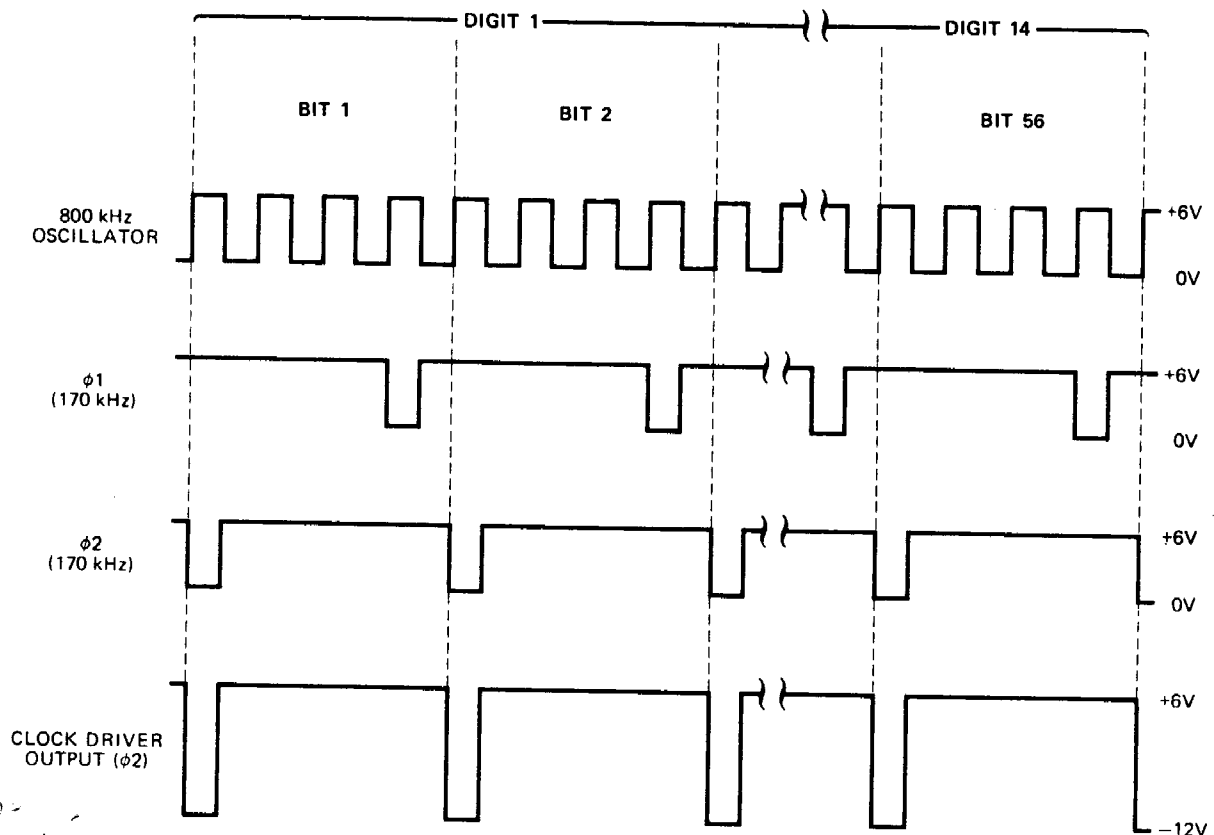 DIGIT 1
DIGIT 14
BIT 1
BIT 2
BIT 56
800 kHz
OSCILLATOR
+6V
0V
ϕ1
(170 kHz)
+6V
0V
ϕ2
(170 kHz)
+6V
0V
CLOCK DRIVER
OUTPUT (ϕ2)
+6V
−12V